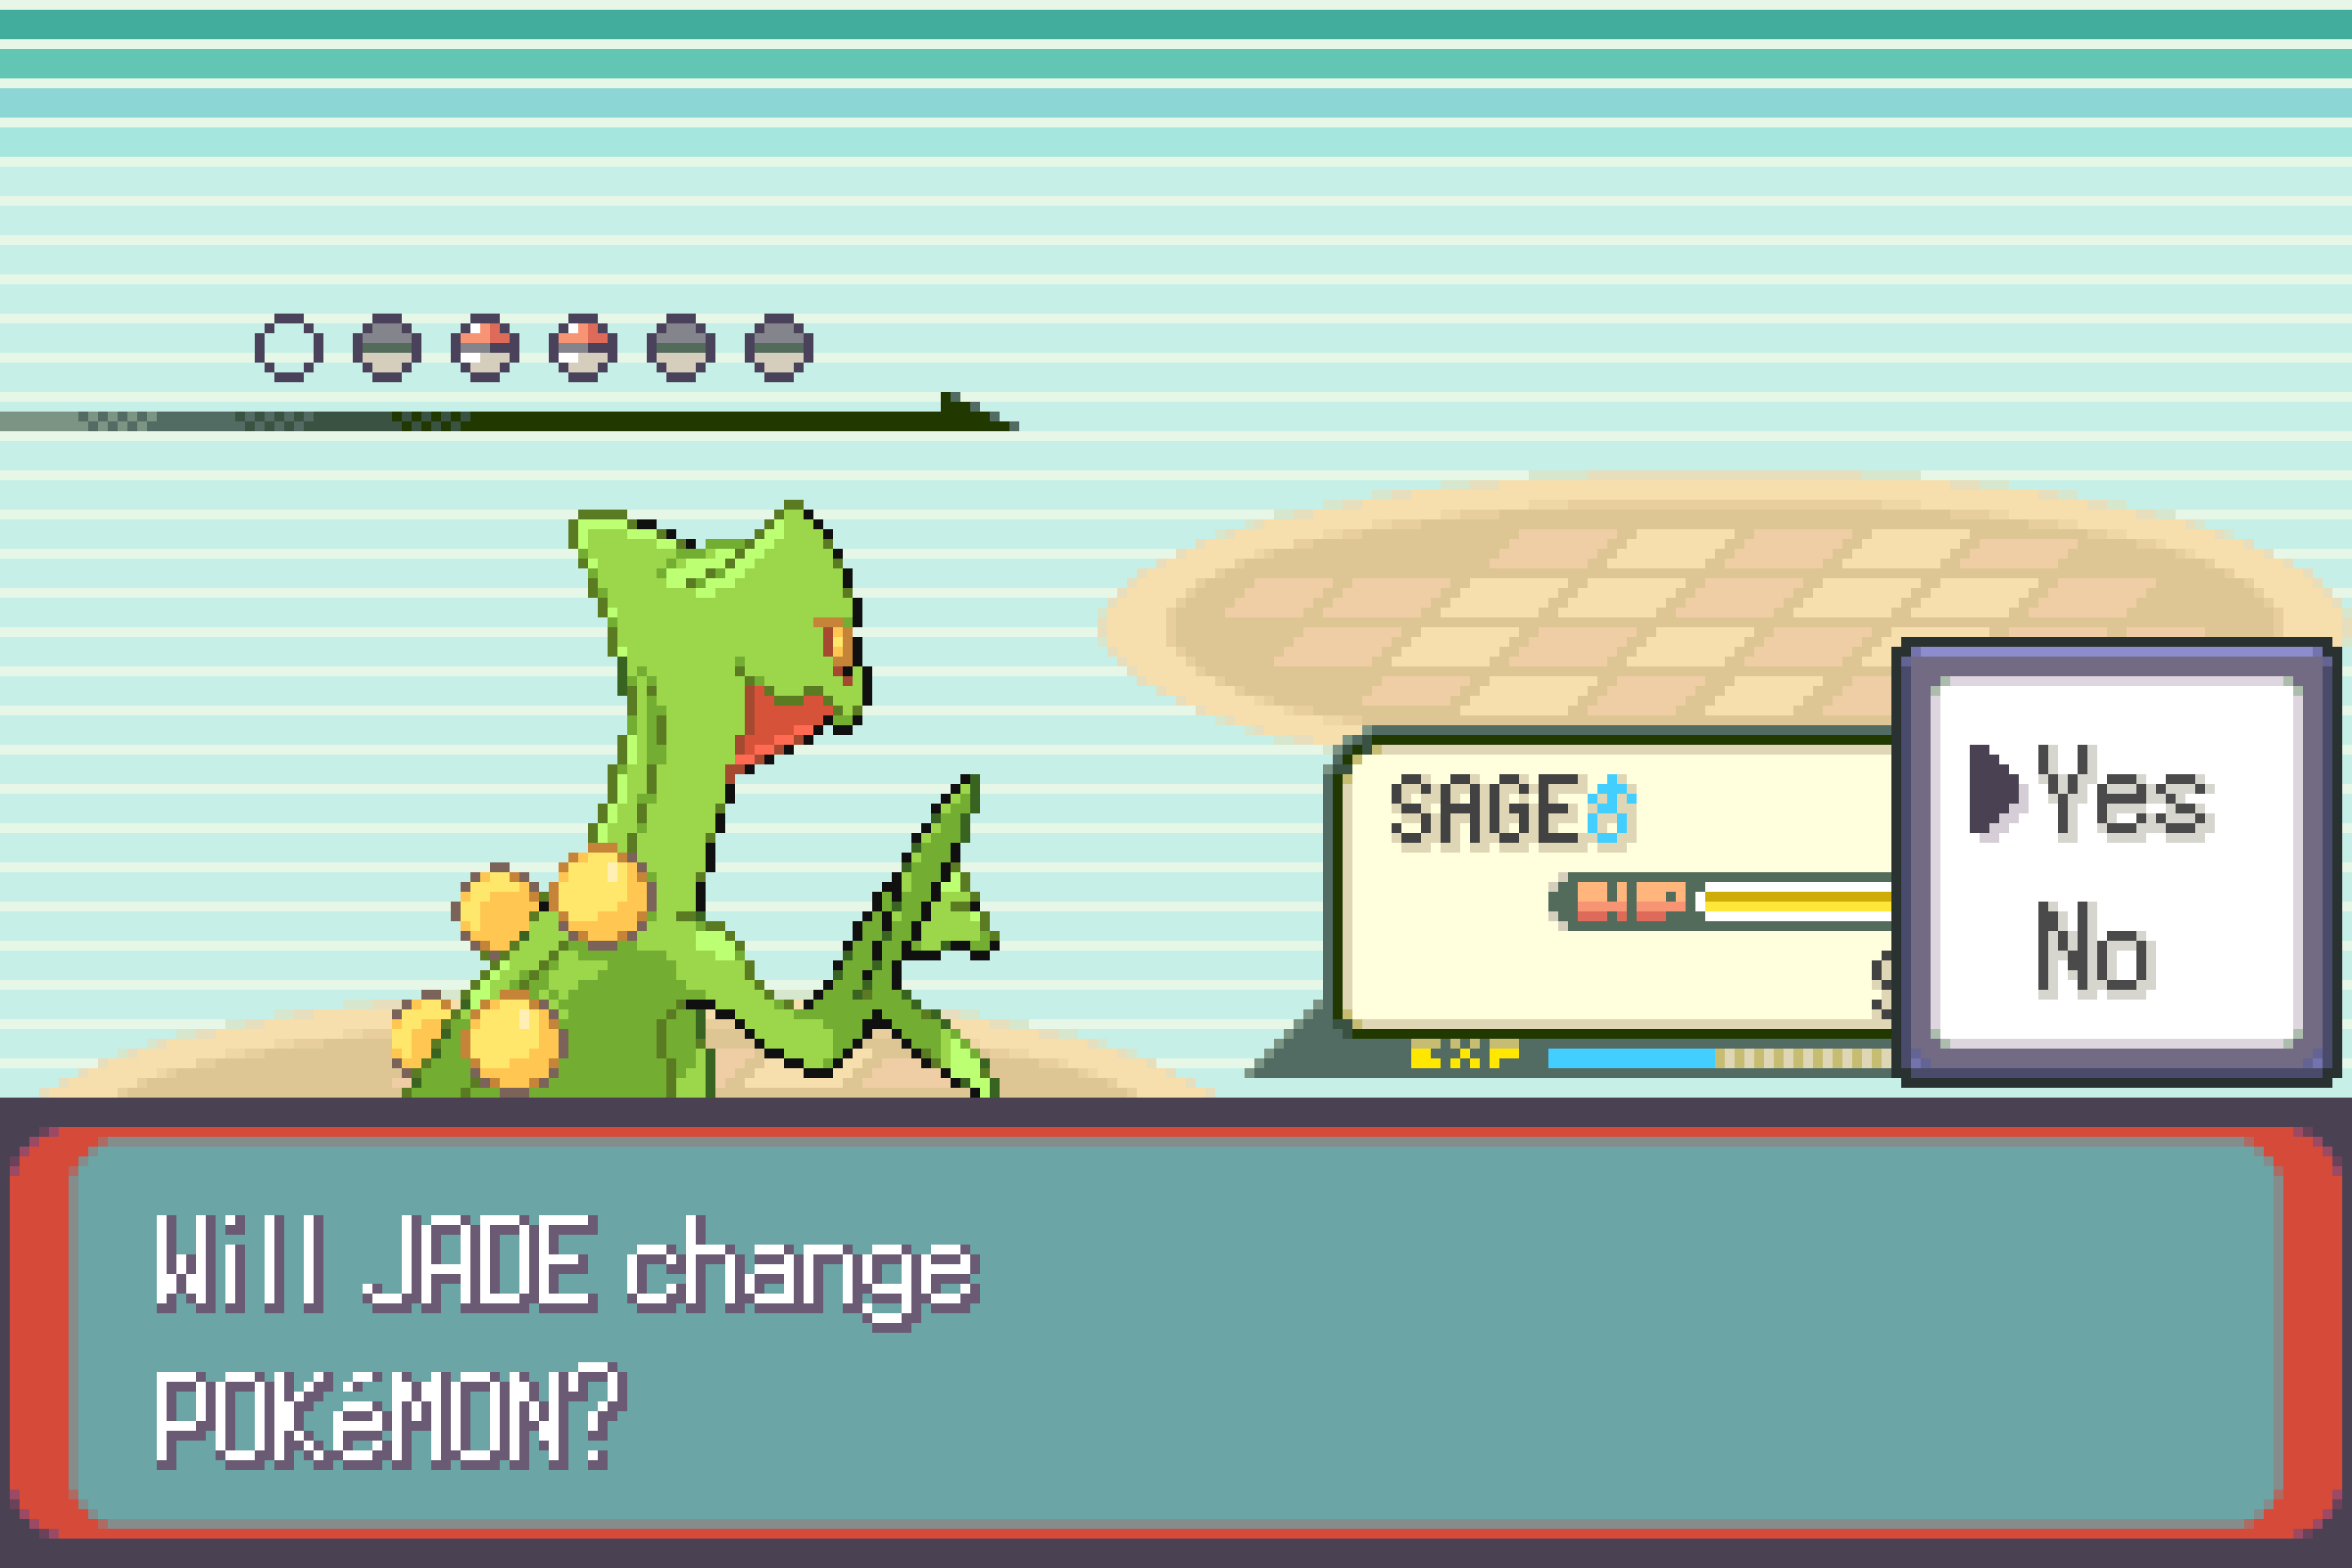 SAGE♂
HP
Yes
No
EXP
Will JADE change
POKéMON?